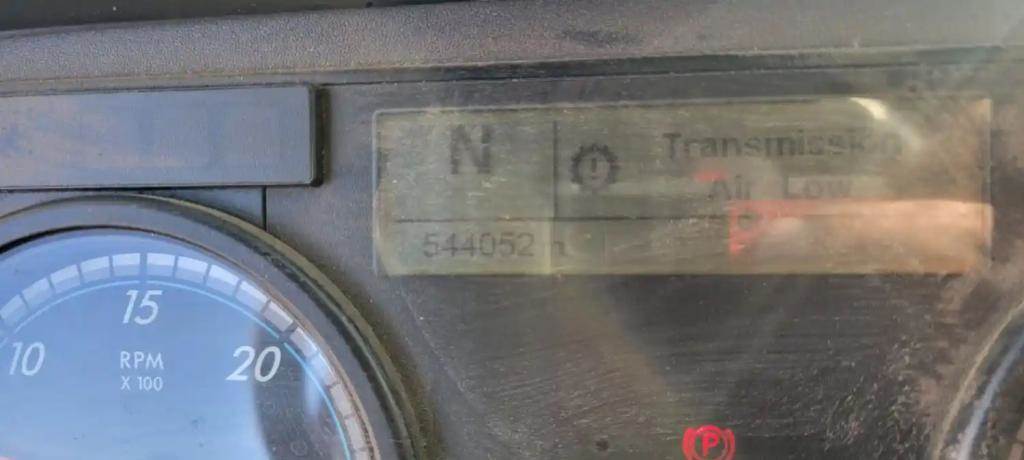 N
Transmission
Air Low
544052
15
10
20
RPM
X 100
P